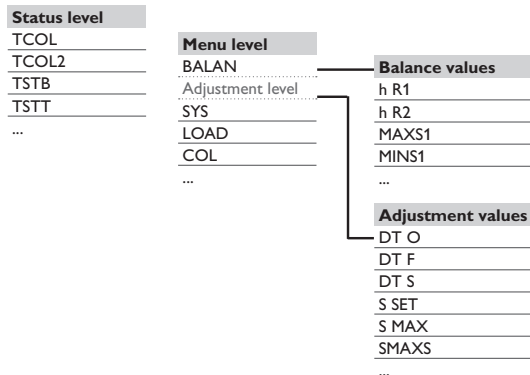 Status level
TCOL
TCOL2
TSTB
TSTT
...
Menu level
BALAN
Adjustment level
SYS
LOAD
COL
...
Balance values
h R1
h R2
MAXS1
MINS1
...
Adjustment values
DT O
DT F
DT S
S SET
S MAX
SMAXS
...